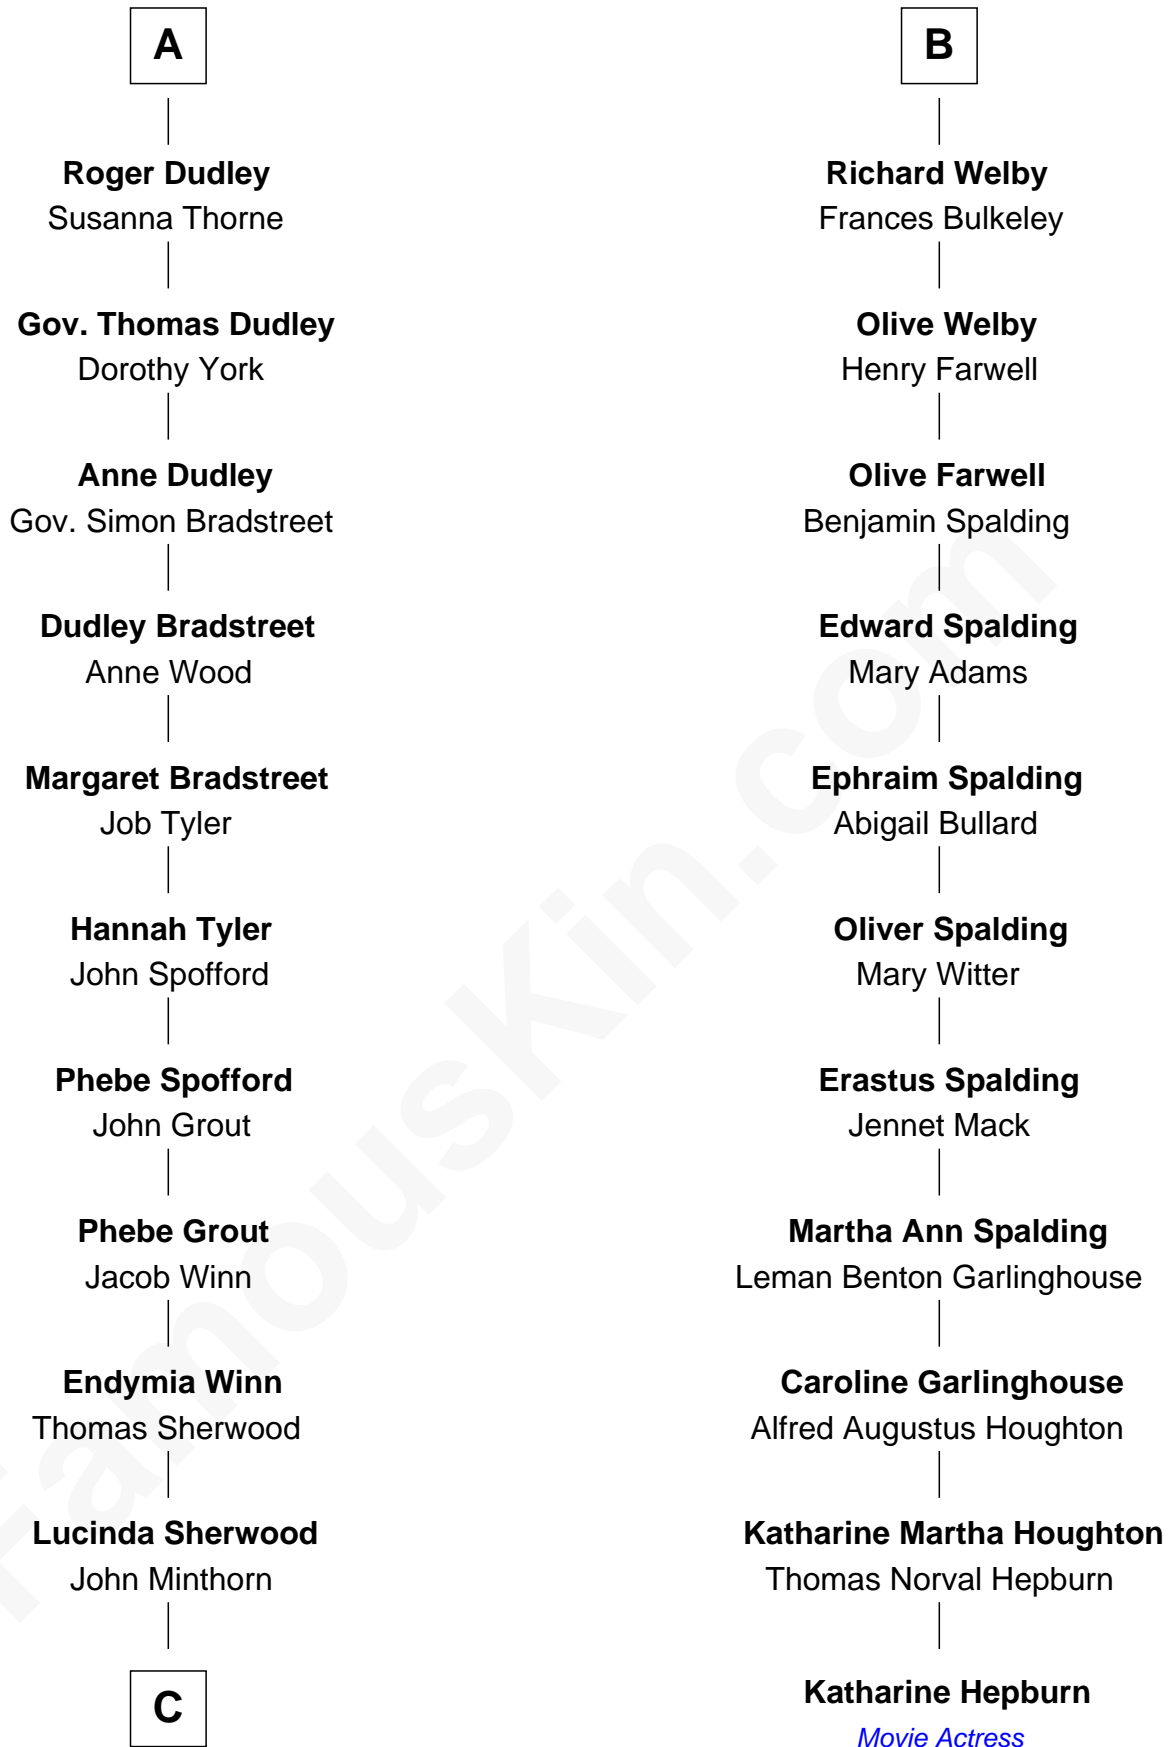 A
Roger Dudley
Susanna Thorne
Gov. Thomas Dudley
Dorothy York
Anne Dudley
Gov. Simon Bradstreet
Dudley Bradstreet
Anne Wood
Margaret Bradstreet
Job Tyler
Hannah Tyler
John Spofford
Phebe Spofford
John Grout
Phebe Grout
Jacob Winn
Endymia Winn
Thomas Sherwood
Lucinda Sherwood
John Minthorn
C
B
Richard Welby
Frances Bulkeley
Olive Welby
Henry Farwell
Olive Farwell
Benjamin Spalding
Edward Spalding
Mary Adams
Ephraim Spalding
Abigail Bullard
Oliver Spalding
Mary Witter
Erastus Spalding
Jennet Mack
Martha Ann Spalding
Leman Benton Garlinghouse
Caroline Garlinghouse
Alfred Augustus Houghton
Katharine Martha Houghton
Thomas Norval Hepburn
Katharine Hepburn
Movie Actress
FamousKin.com